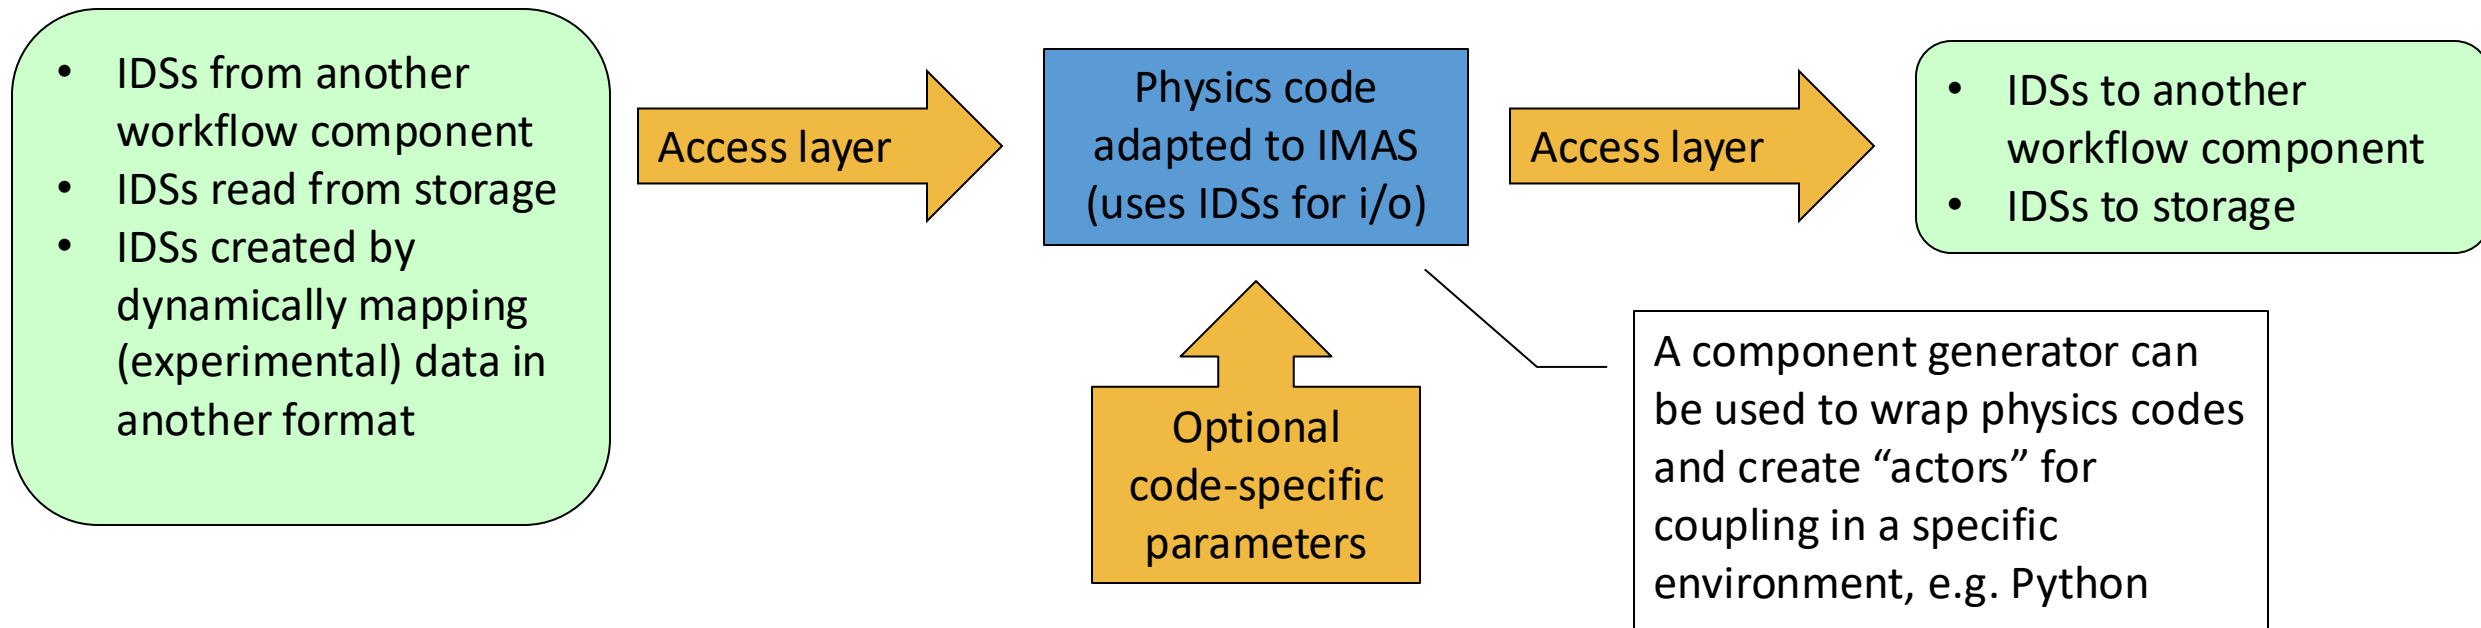 • IDSs from another
workflow component
• IDSs read from storage
• IDSs created by
dynamically mapping
(experimental) data in
another format
Access layer
Physics code
adapted to IMAS
(uses IDSs for i/o)
Access layer
• IDSs to another
workflow component
• IDSs to storage
Optional
code-specific
parameters
A component generator can
be used to wrap physics codes
and create “actors” for
coupling in a specific
environment, e.g. Python